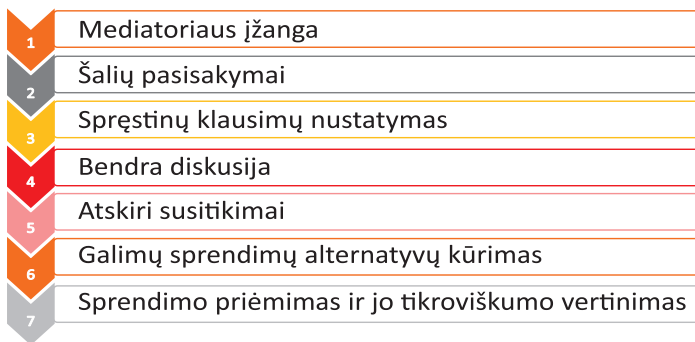 1 Mediatoriaus įžanga
2 Šalių pasisakymai
3 Spręstinų klausimų nustatymas
4 Bendra diskusija
5 Atskiri susitikimai
6 Galimų sprendimų alternatyvų kūrimas
7 Sprendimo priėmimas ir jo tikroviškumo vertinimas